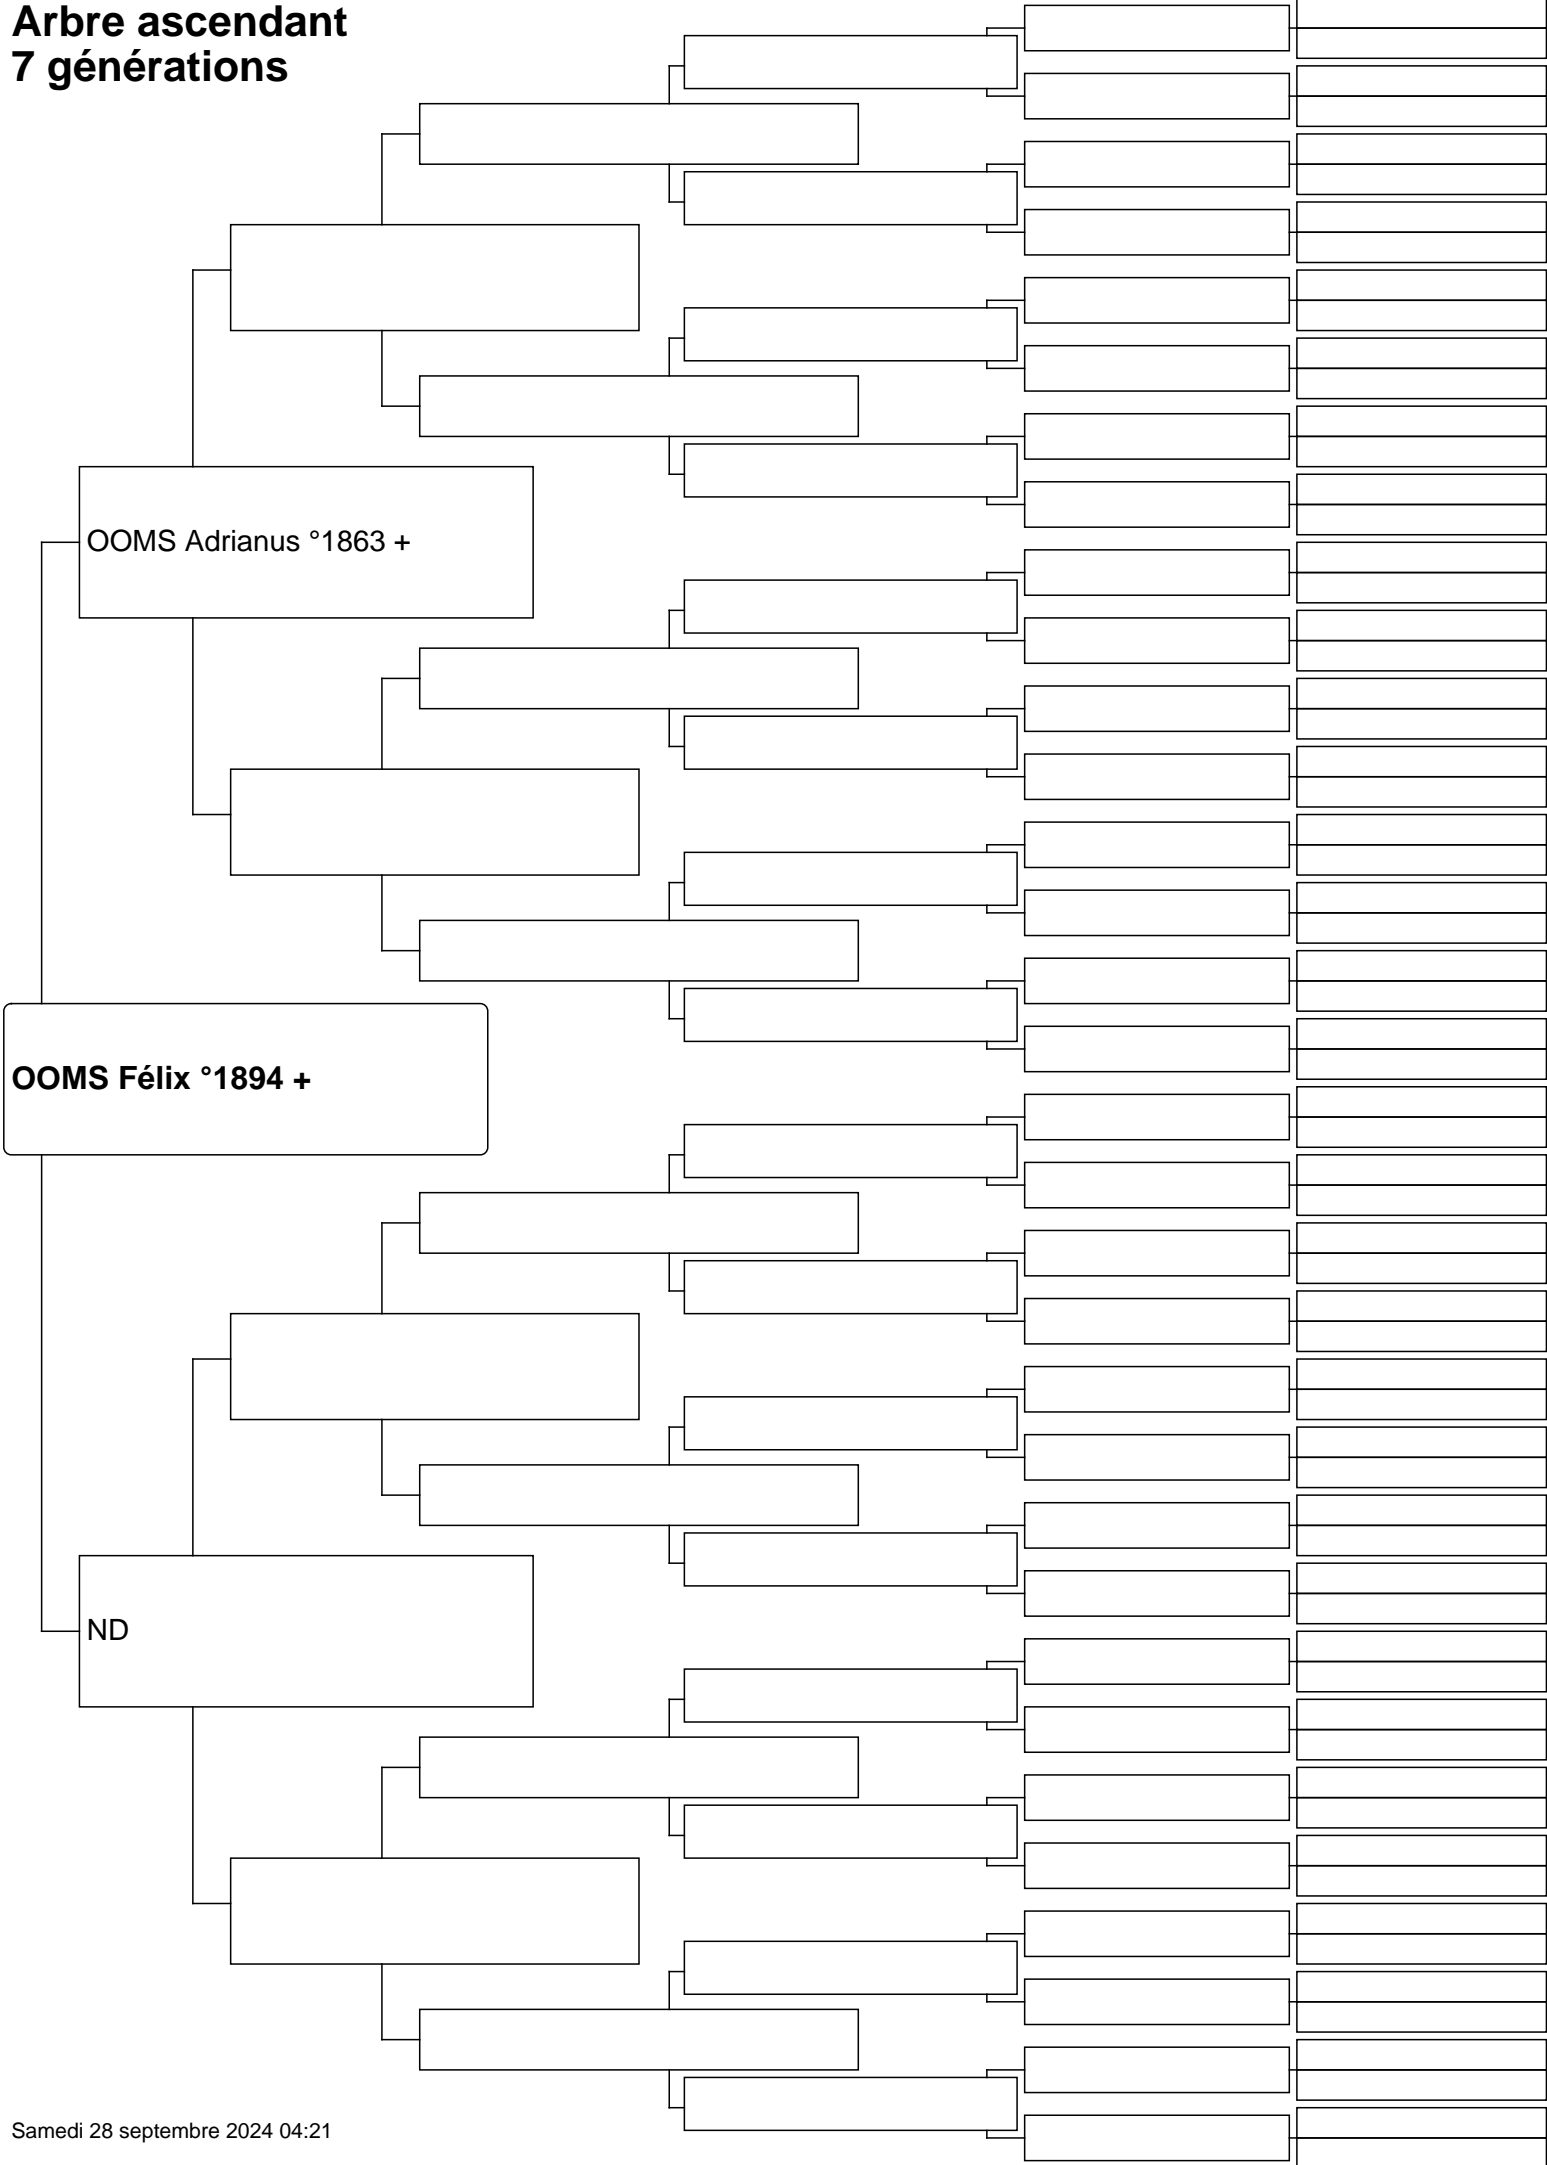 Arbre ascendant
7 générations
OOMS Adrianus °1863 +
OOMS Félix °1894 +
ND
Samedi 28 septembre 2024 04:21